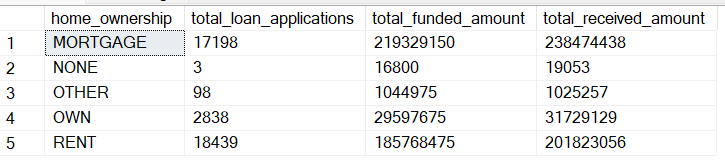 home_ownership total_loan_applications total_funded_amount total_received_amount
1 MORTGAGE 17198 219329150 238474438
2 NONE 3 16800 19053
3 OTHER 98 1044975 1025257
4 OWN 2838 29597675 31729129
5 RENT 18439 185768475 201823056